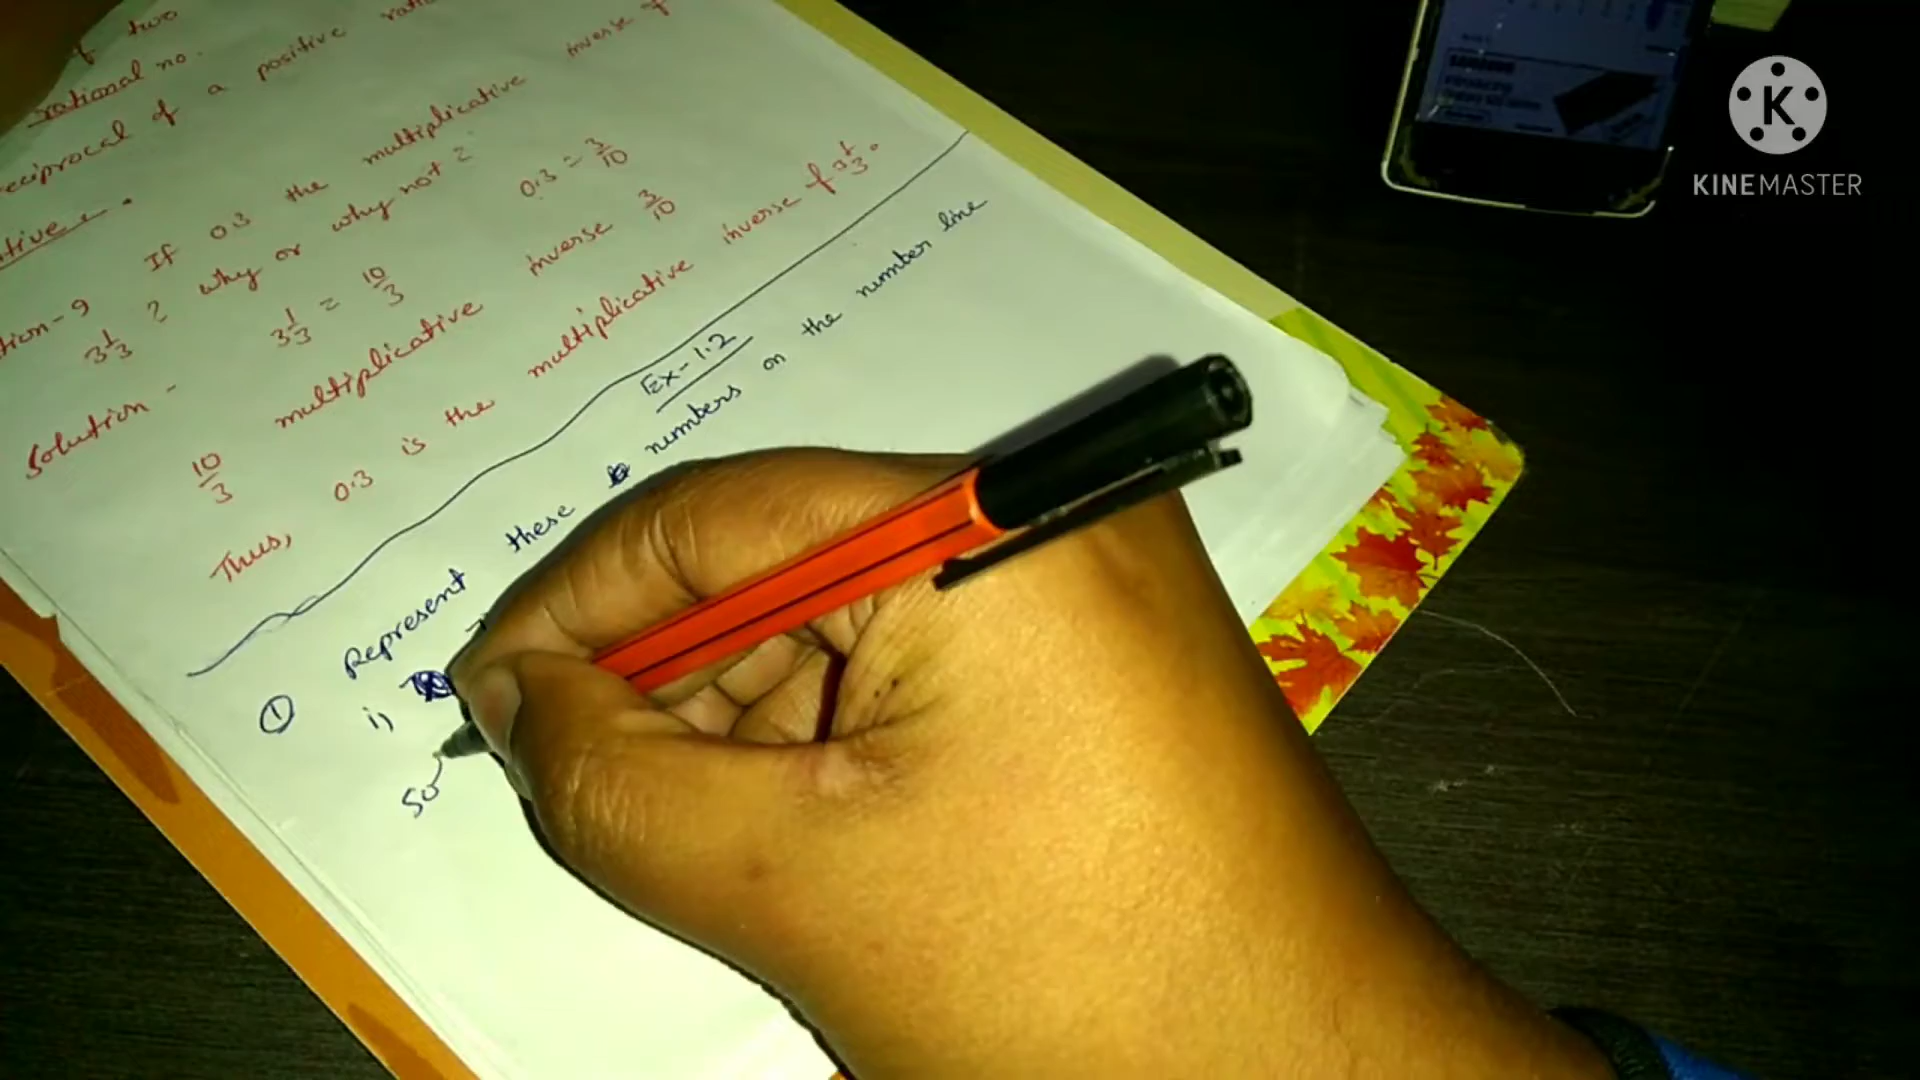 of two
rational no.
reciprocal of a positive
If 0.3 the multiplicative inverse of
3 1/3 ? why or why not ?
3 1/3 = 10/3 0.3 = 3/10
Solution -
10/3 multiplicative inverse 3/10
Thus, 0.3 is the multiplicative inverse of 3 1/3.
Ex-1.2
① Represent these numbers on the number line
i)
So
K
KINEMASTER